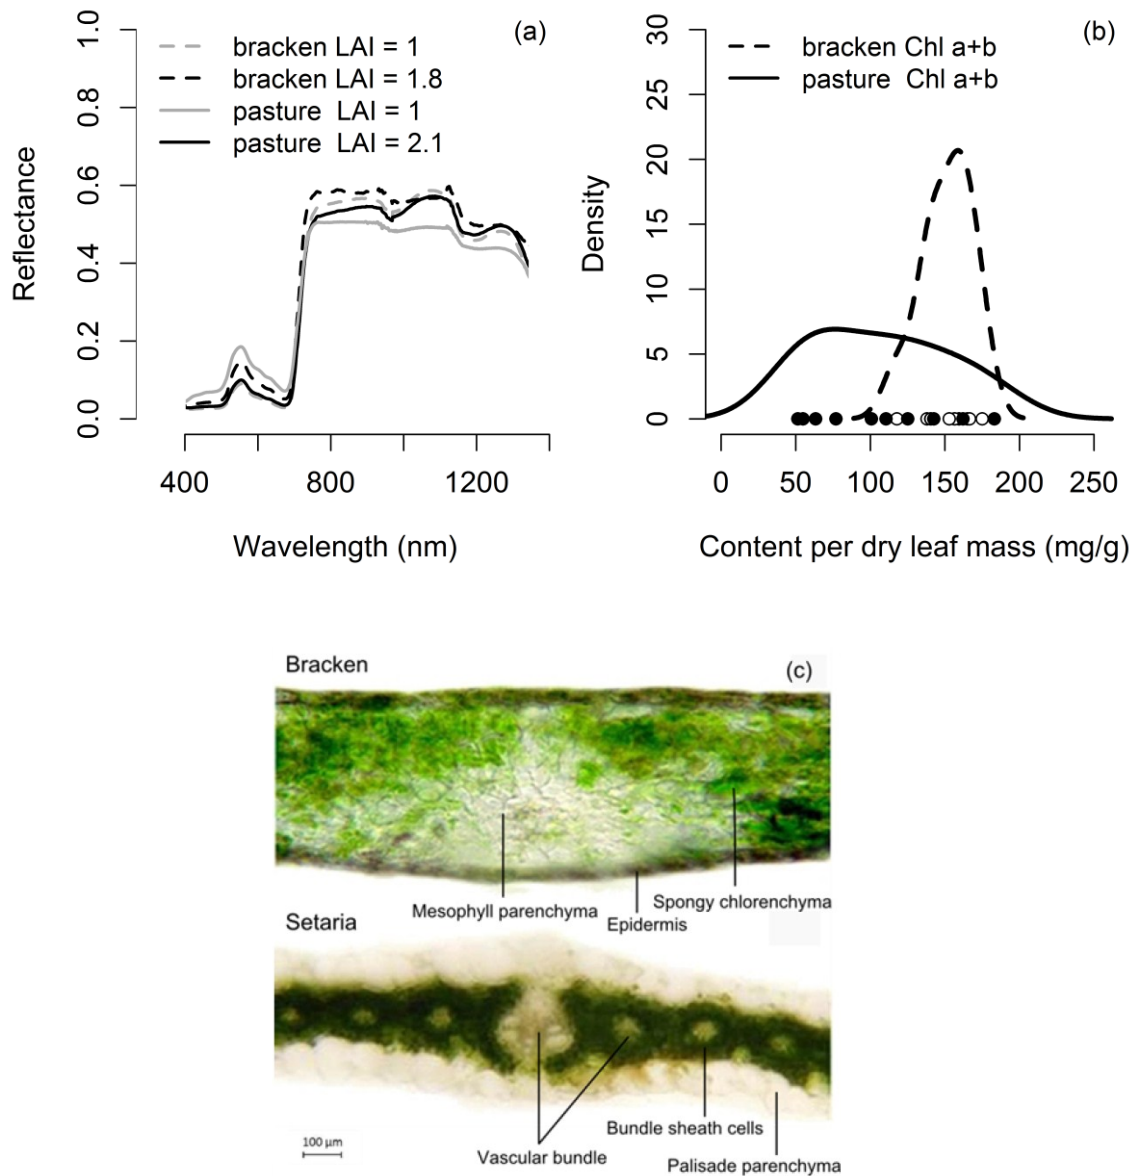 (a)
bracken LAI = 1
bracken LAI = 1.8
pasture LAI = 1
pasture LAI = 2.1
Reflectance
0.0 0.2 0.4 0.6 0.8 1.0
400 800 1200
Wavelength (nm)
(b)
bracken Chl a+b
pasture Chl a+b
Density
0 5 10 15 20 25 30
0 50 100 150 200 250
Content per dry leaf mass (mg/g)
Bracken
(c)
Mesophyll parenchyma
Epidermis
Spongy chlorenchyma
Setaria
Vascular bundle
Bundle sheath cells
Palisade parenchyma
100 µm